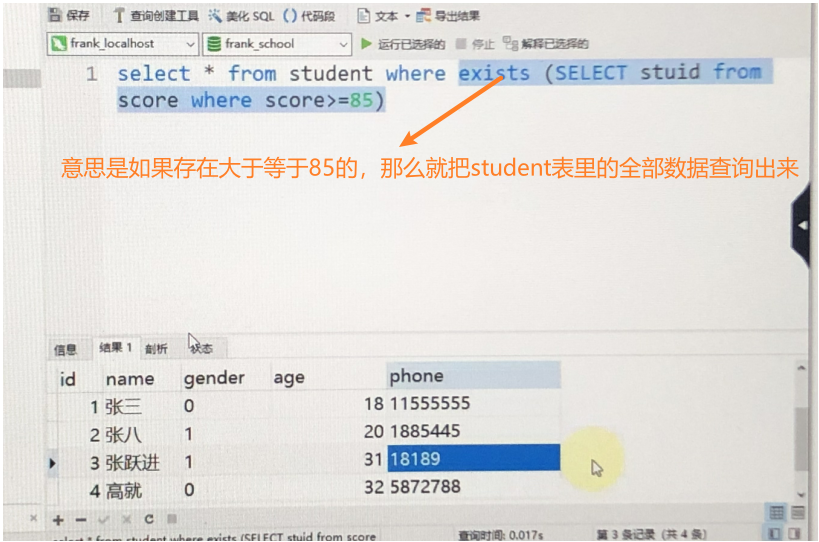 保存 查询创建工具 美化 SQL () 代码段 文本 导出结果
frank_localhost frank_school 运行已选择的 停止 解释已选择的
1 select * from student where exists (SELECT stuid from
score where score>=85)
意思是如果存在大于等于85的，那么就把student表里的全部数据查询出来
信息 结果 1 剖析 状态
id name gender age phone
1 张三 0 18 11555555
2 张八 1 20 1885445
3 张跃进 1 31 18189
4 高就 0 32 5872788
select * from student where exists (SELECT stuid from score 查询时间: 0.017s 第 3 条记录 (共 4 条)